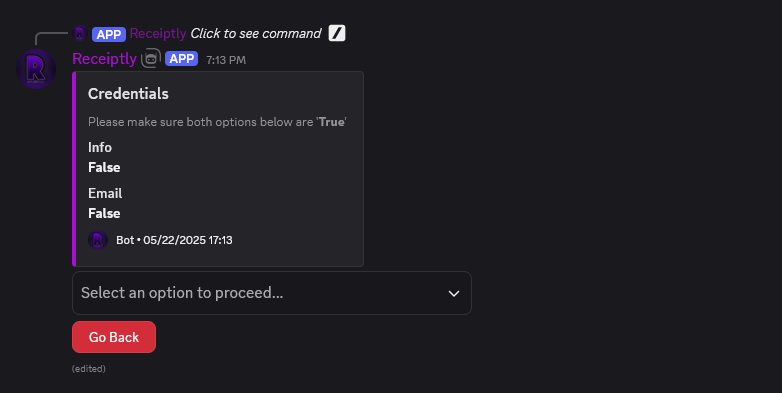 APP Receiptly Click to see command /
R Receiptly APP 7:13 PM
Credentials
Please make sure both options below are 'True'
Info
False
Email
False
Bot • 05/22/2025 17:13
Select an option to proceed...
Go Back
(edited)